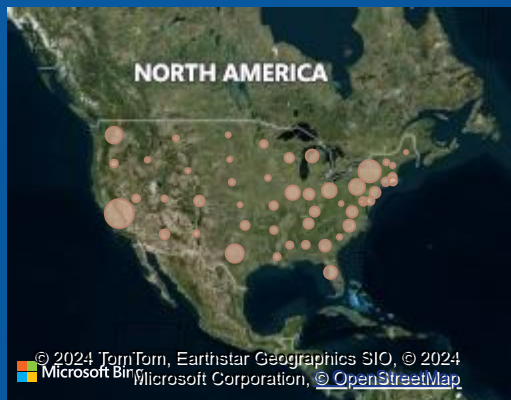 NORTH AMERICA
© 2024 TomTom, Earthstar Geographics SIO, © 2024
Microsoft Bing
Microsoft Corporation, © OpenStreetMap